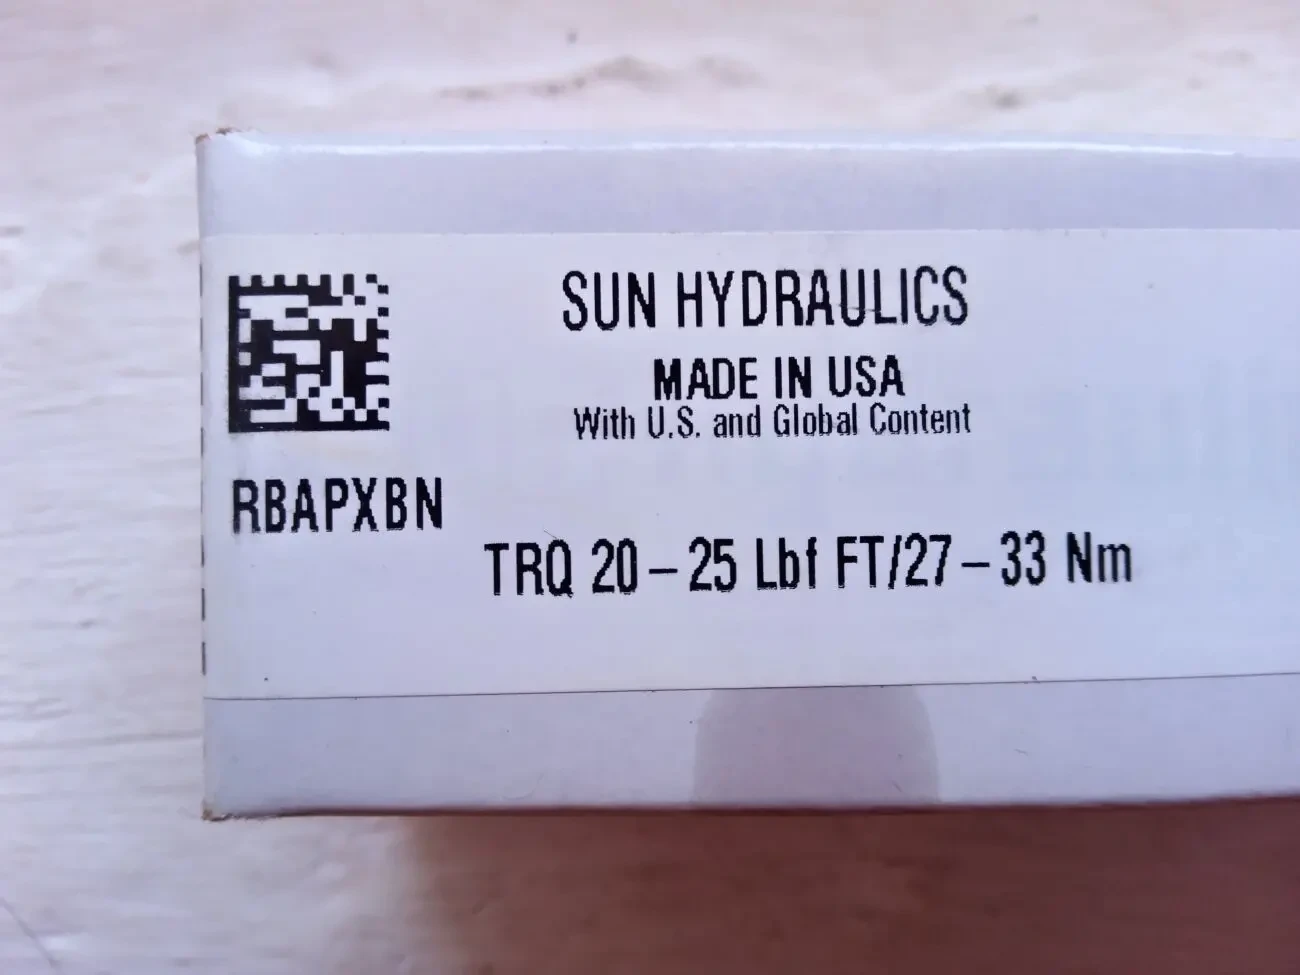 SUN HYDRAULICS
MADE IN USA
With U.S. and Global Content
RBAPXBN
TRQ 20–25 Lbf FT/27–33 Nm